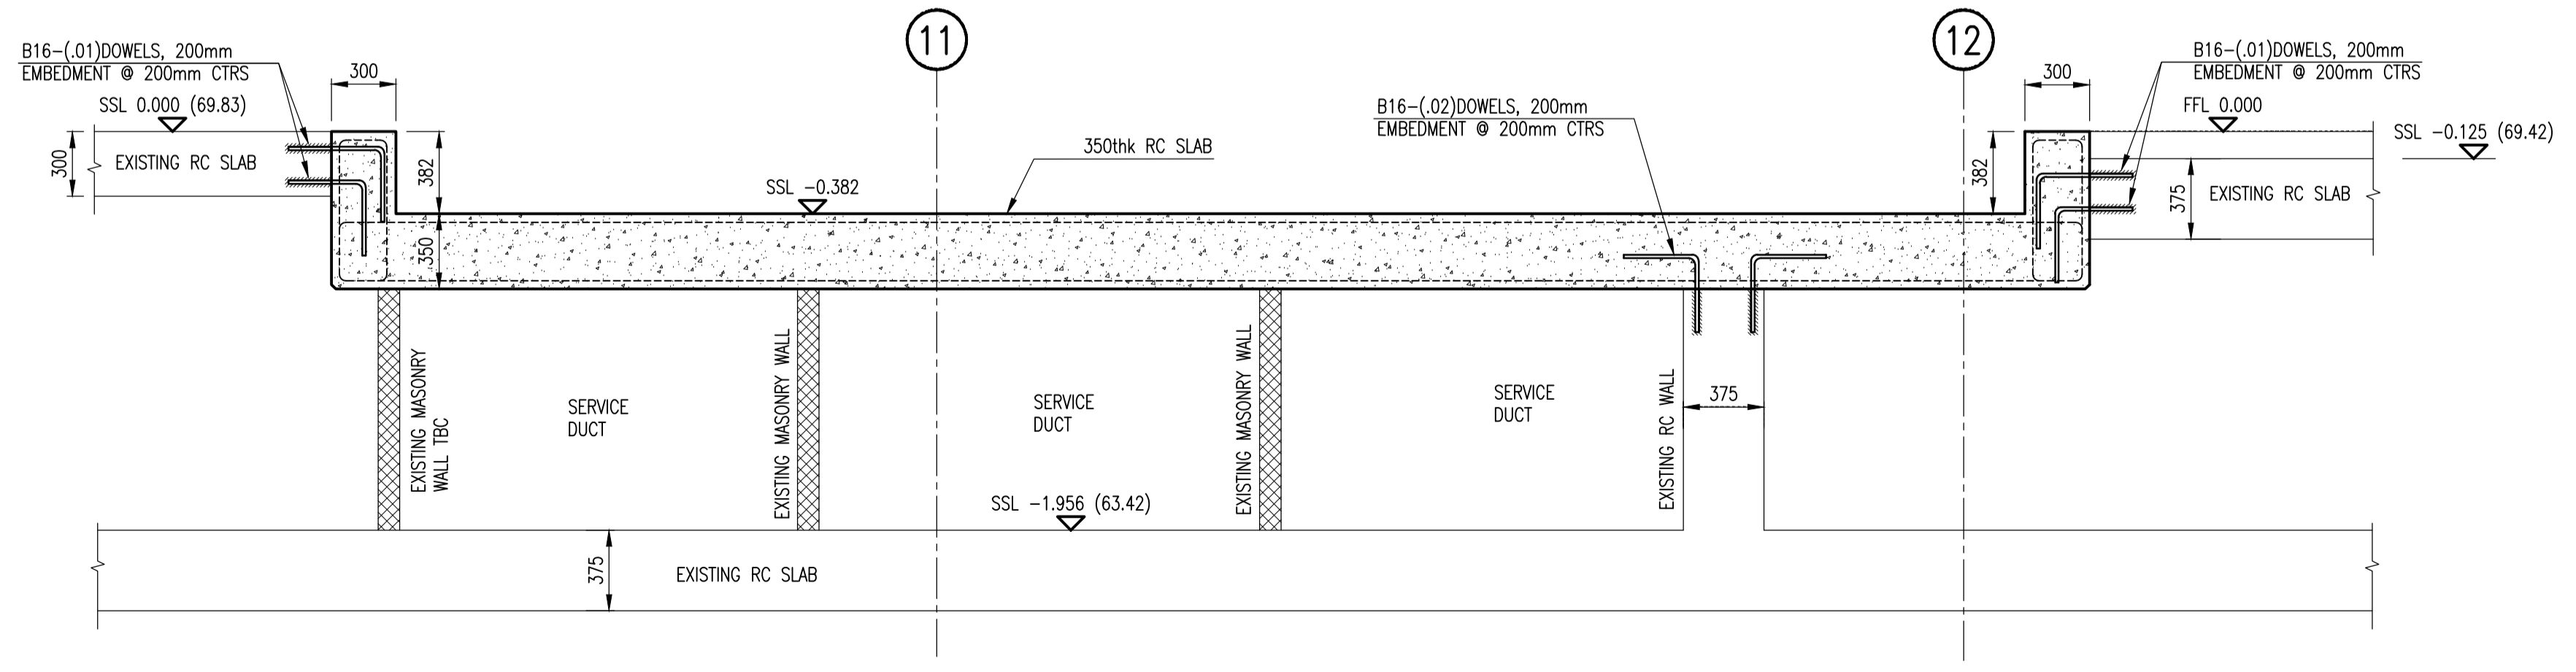 11
12
B16-(.01)DOWELS, 200mm
EMBEDMENT @ 200mm CTRS
300
SSL 0.000 (69.83)
300
EXISTING RC SLAB
382
350
SSL -0.382
350thk RC SLAB
B16-(.02)DOWELS, 200mm
EMBEDMENT @ 200mm CTRS
300
382
B16-(.01)DOWELS, 200mm
EMBEDMENT @ 200mm CTRS
FFL 0.000
SSL -0.125 (69.42)
375
EXISTING RC SLAB
EXISTING MASONRY
WALL TBC
SERVICE
DUCT
EXISTING MASONRY WALL
SERVICE
DUCT
EXISTING MASONRY WALL
SERVICE
DUCT
EXISTING RC WALL
375
SSL -1.956 (63.42)
375
EXISTING RC SLAB